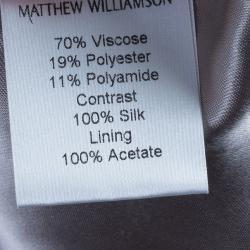 MATTHEW WILLIAMSON
70% Viscose
19% Polyester
11% Polyamide
Contrast
100% Silk
Lining
100% Acetate